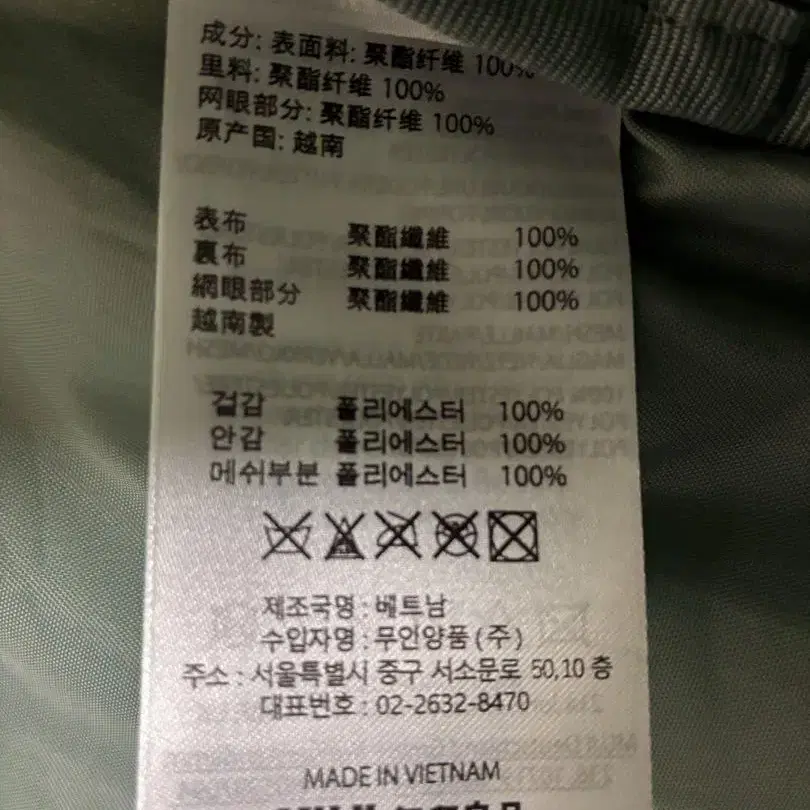 成分: 表面料: 聚酯纤维 100%
里料: 聚酯纤维 100%
网眼部分: 聚酯纤维 100%
原产国: 越南
表布 聚酯纖維 100%
裏布 聚酯纖維 100%
網眼部分 聚酯纖維 100%
越南製
겉감 폴리에스터 100%
안감 폴리에스터 100%
메쉬부분 폴리에스터 100%
제조국명 : 베트남
수입자명 : 무인양품 (주)
주소 : 서울특별시 중구 서소문로 50,10 층
대표번호 : 02-2632-8470
MADE IN VIETNAM